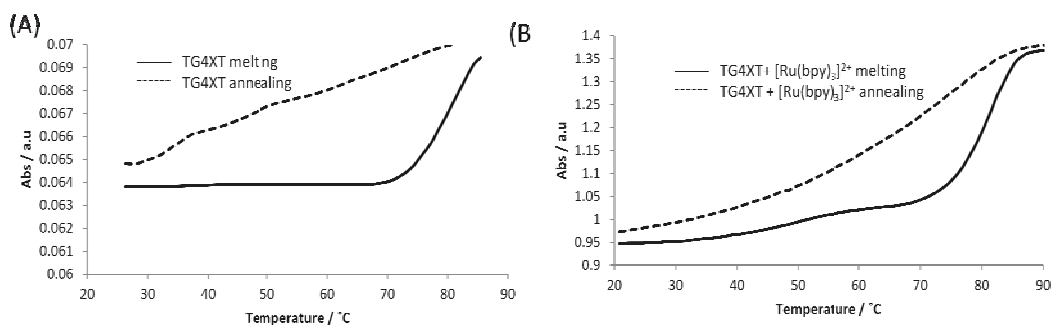 (A)
0.07
0.069
0.068
0.067
0.066
0.065
0.064
0.063
0.062
0.061
0.06
Abs / a.u
TG4XT melting
TG4XT annealing
20 30 40 50 60 70 80 90
Temperature / ˚C
(B
1.4
1.35
1.3
1.25
1.2
1.15
1.1
1.05
1
0.95
0.9
Abs / a.u
TG4XT+ [Ru(bpy)₃]²⁺ melting
TG4XT + [Ru(bpy)₃]²⁺ annealing
20 30 40 50 60 70 80 90
Temperature / ˚C